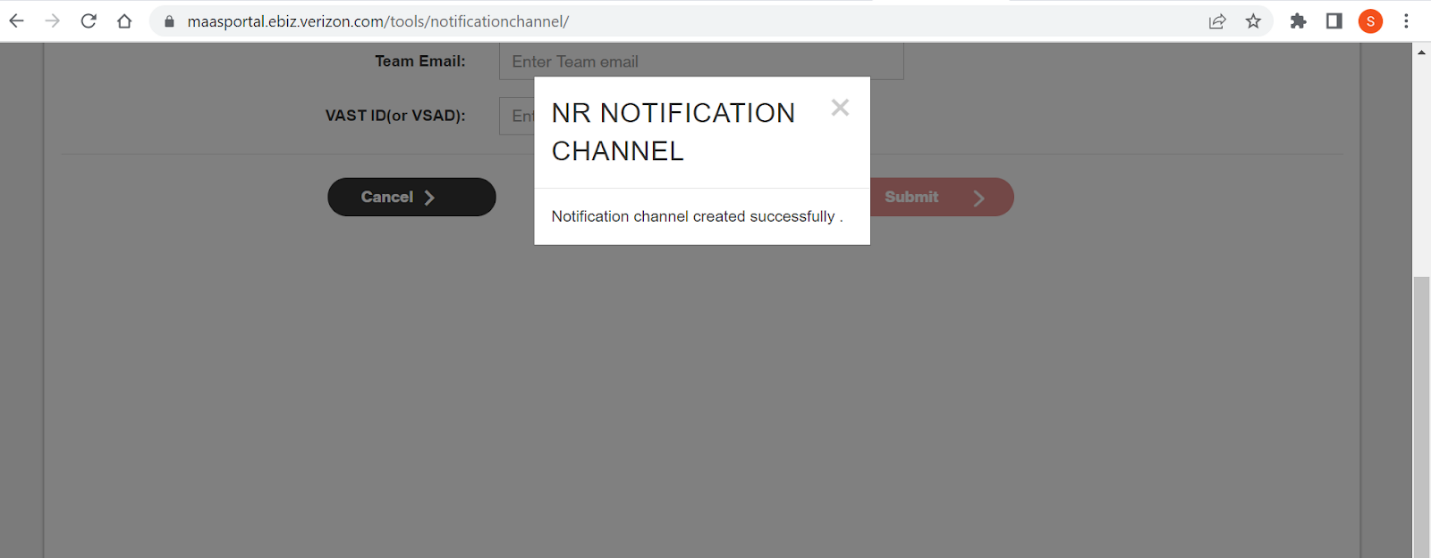 maasportal.ebiz.verizon.com/tools/notificationchannel/
S
Team Email:
Enter Team email
NR NOTIFICATION
CHANNEL
VAST ID(or VSAD):
Cancel
Submit
Notification channel created successfully .